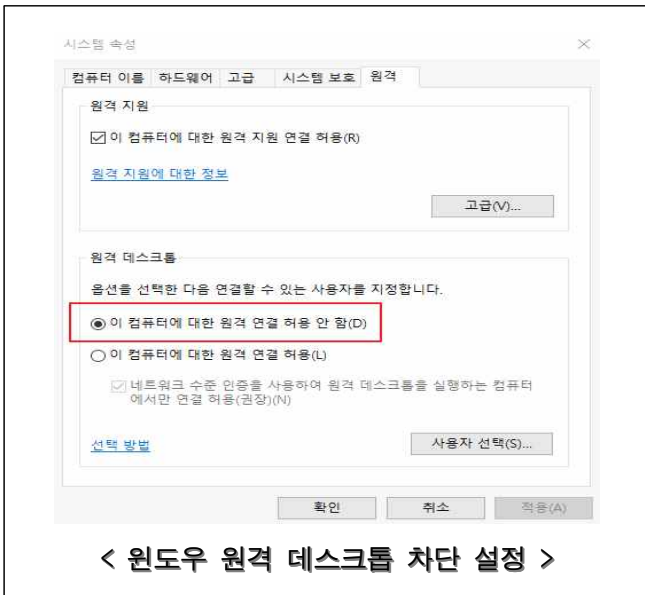 시스템 속성
컴퓨터 이름 하드웨어 고급 시스템 보호 원격
원격 지원
이 컴퓨터에 대한 원격 지원 연결 허용(R)
원격 지원에 대한 정보
고급(V)...
원격 데스크톱
옵션을 선택한 다음 연결할 수 있는 사용자를 지정합니다.
이 컴퓨터에 대한 원격 연결 허용 안 함(D)
이 컴퓨터에 대한 원격 연결 허용(L)
네트워크 수준 인증을 사용하여 원격 데스크톱을 실행하는 컴퓨터
에서만 연결 허용(권장)(N)
선택 방법
사용자 선택(S)...
확인 취소 적용(A)
< 윈도우 원격 데스크톱 차단 설정 >